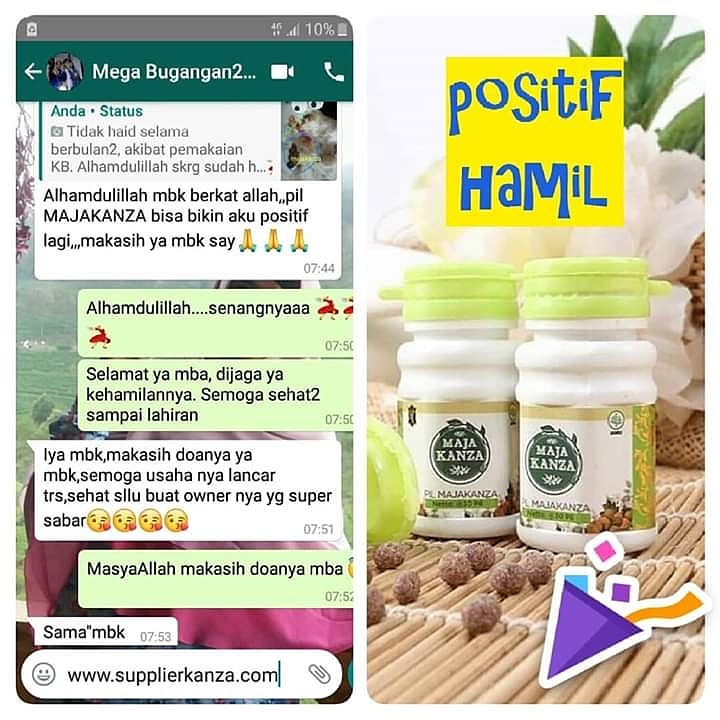 4G
10%
Mega Bugangan2...
Anda • Status
Tidak haid selama
berbulan2, akibat pemakaian
KB. Alhamdulillah skrg sudah h...
Alhamdulillah mbk berkat allah,,pil
MAJAKANZA bisa bikin aku positif
lagi,,,makasih ya mbk say🙏🙏🙏
07:44
Alhamdulillah....senangnyaaa 💃💃
💃
07:50
Selamat ya mba, dijaga ya
kehamilannya. Semoga sehat2
sampai lahiran
07:50
Iya mbk,makasih doanya ya
mbk,semoga usaha nya lancar
trs,sehat sllu buat owner nya yg super
sabar😘😘😘😘
07:51
MasyaAllah makasih doanya mba
07:52
Sama"mbk
07:53
www.supplierkanza.com
POSITIF
HAMIL
MAJA
KANZA
PIL MAJAKANZA
MAJA
KANZA
PIL MAJAKANZA